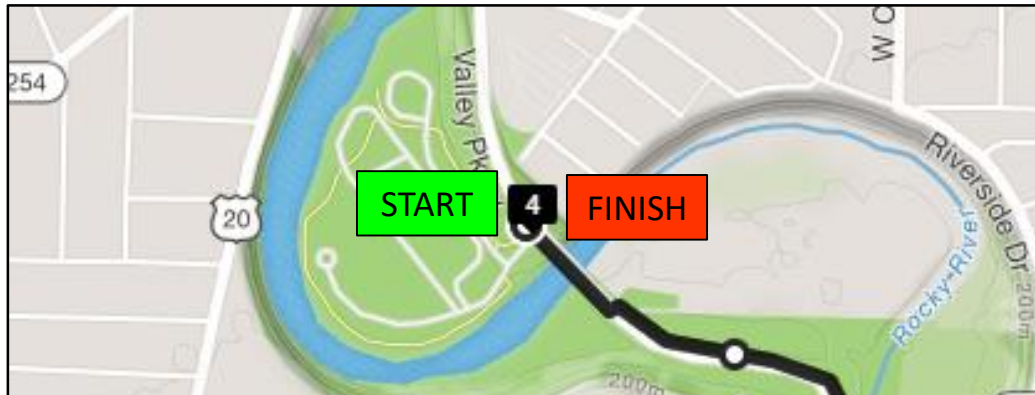 O W
254
Valley Pk
Riverside Dr
START
4
FINISH
20
200m
Rocky-River
200m